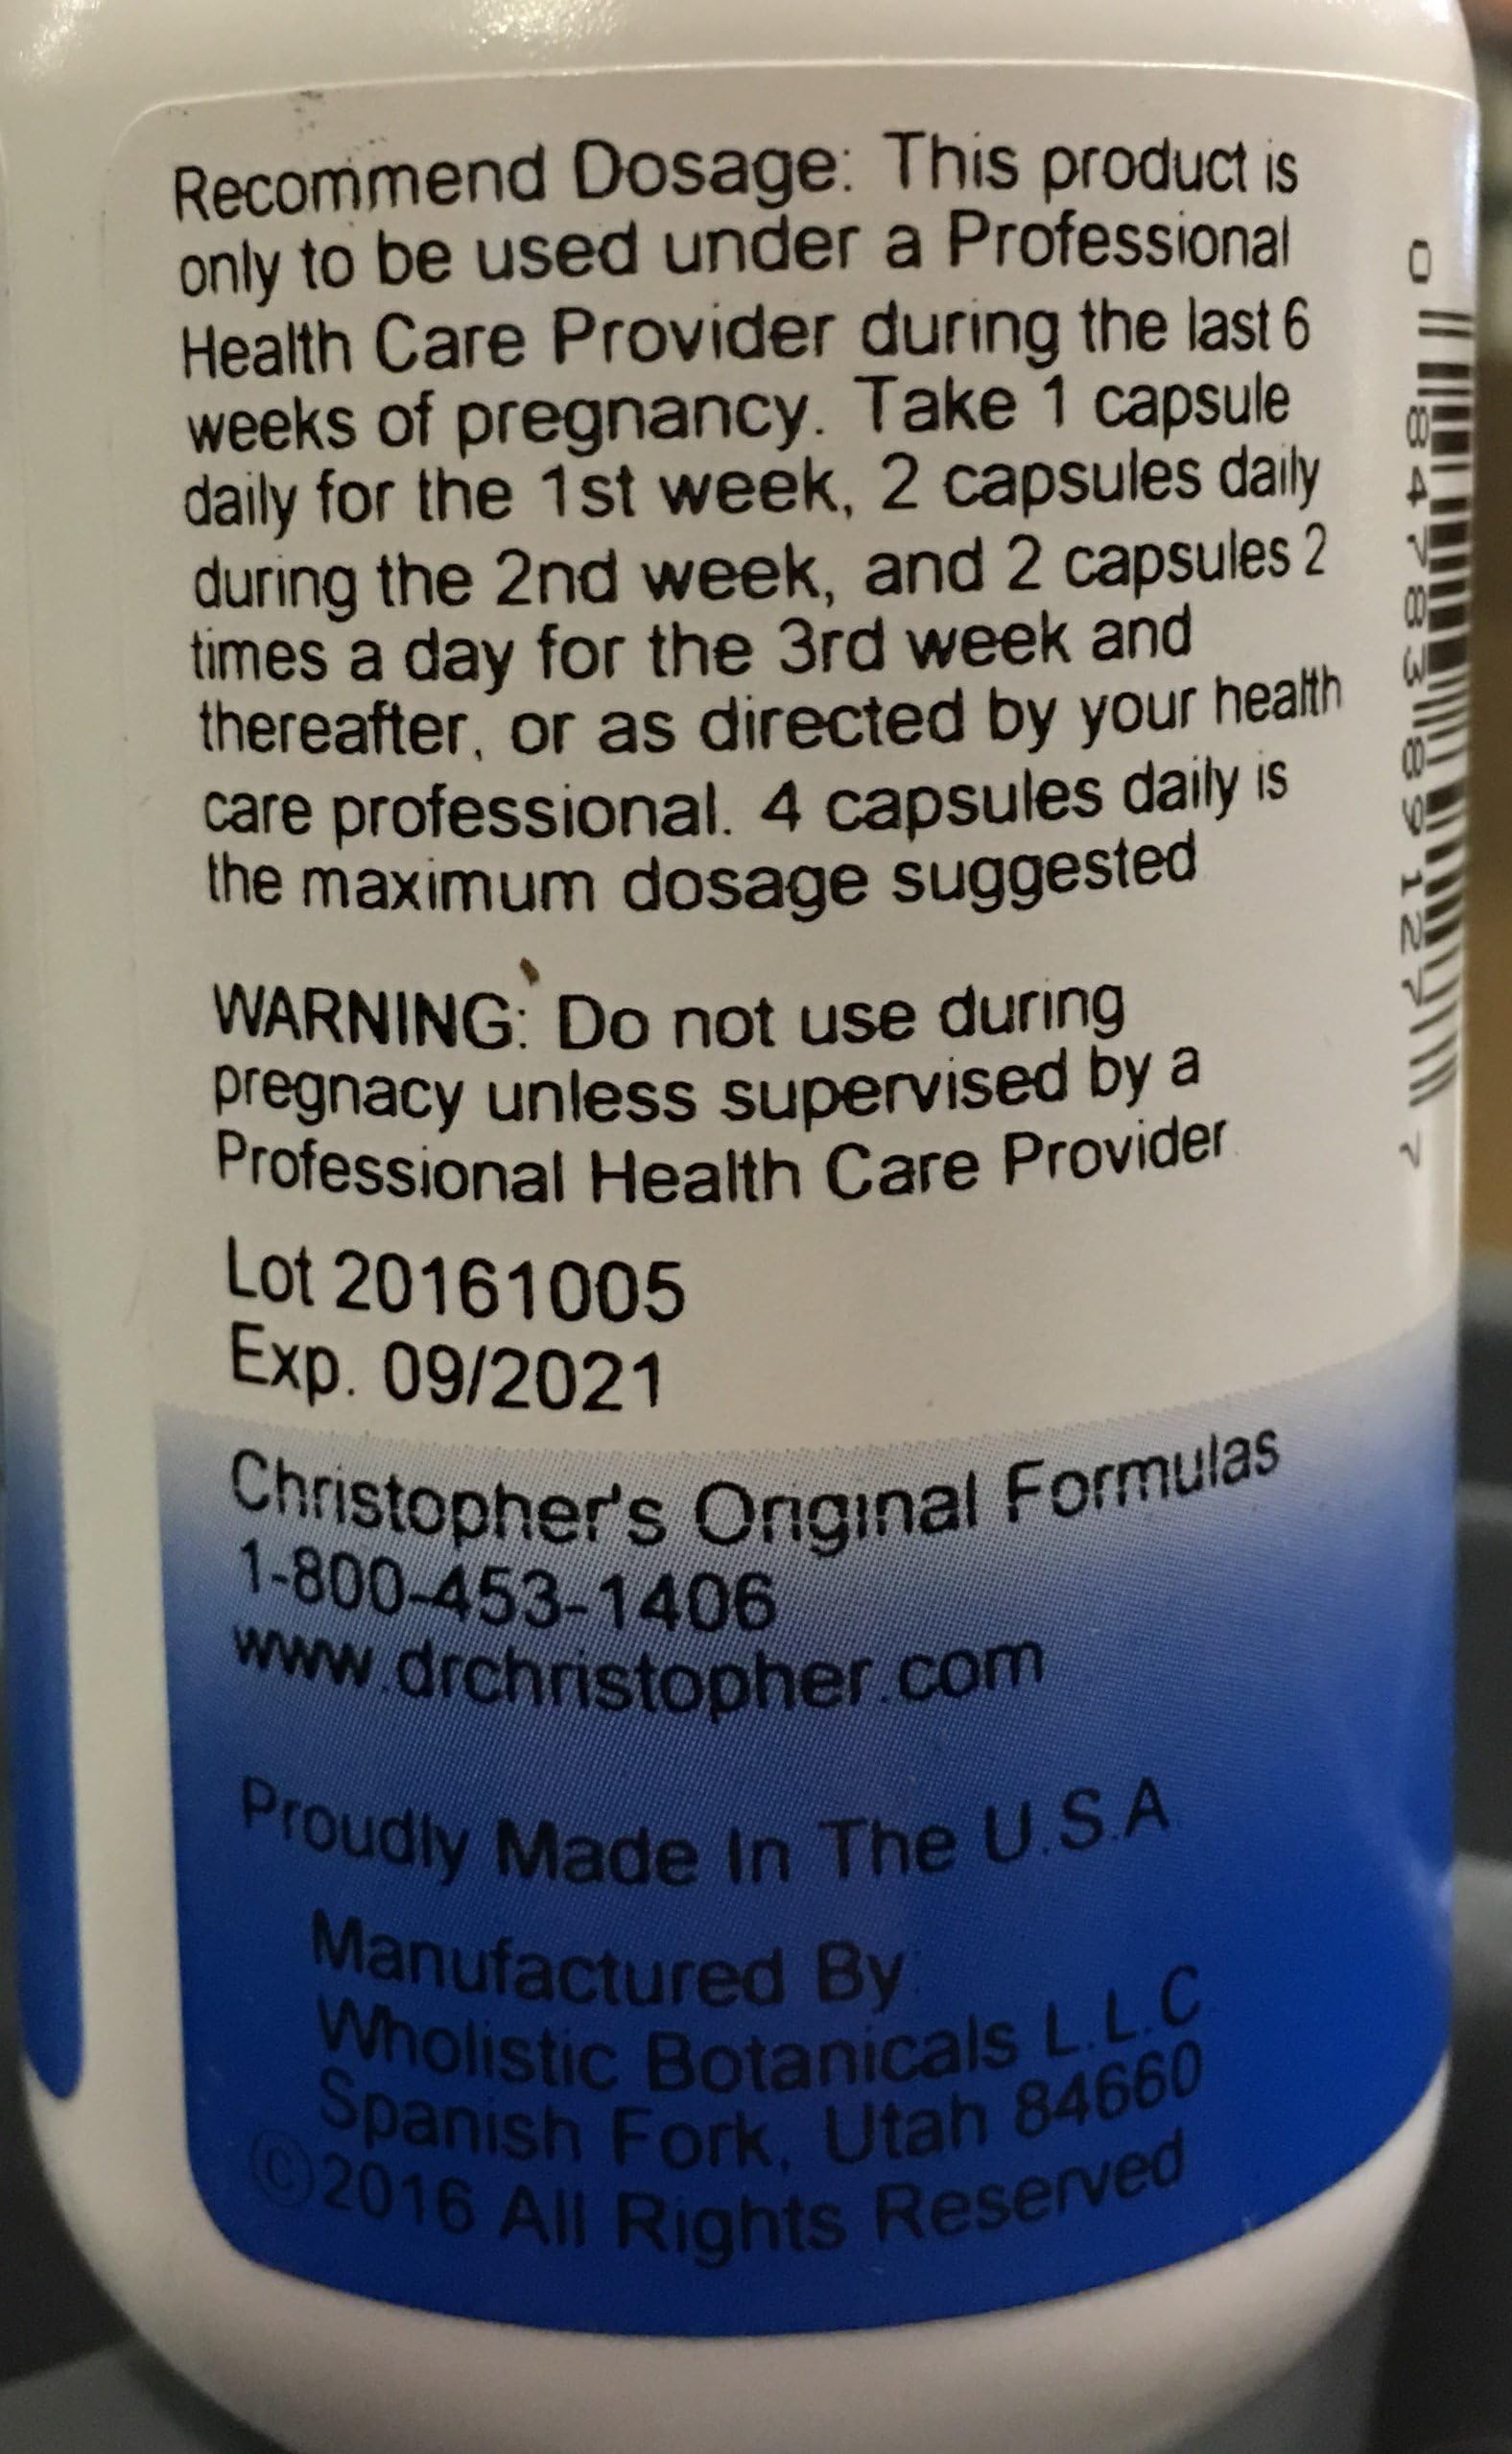 Recommend Dosage: This product is
only to be used under a Professional
Health Care Provider during the last 6
weeks of pregnancy. Take 1 capsule
daily for the 1st week, 2 capsules daily
during the 2nd week, and 2 capsules 2
times a day for the 3rd week and
thereafter, or as directed by your health
care professional. 4 capsules daily is
the maximum dosage suggested
WARNING: Do not use during
pregnacy unless supervised by a
Professional Health Care Provider
Lot 20161005
Exp. 09/2021
Christopher's Original Formulas
1-800-453-1406
www.drchristopher.com
Proudly Made In The U.S.A
Manufactured By:
Wholistic Botanicals L.L.C
Spanish Fork, Utah 84660
©2016 All Rights Reserved
0 84783 89127 7